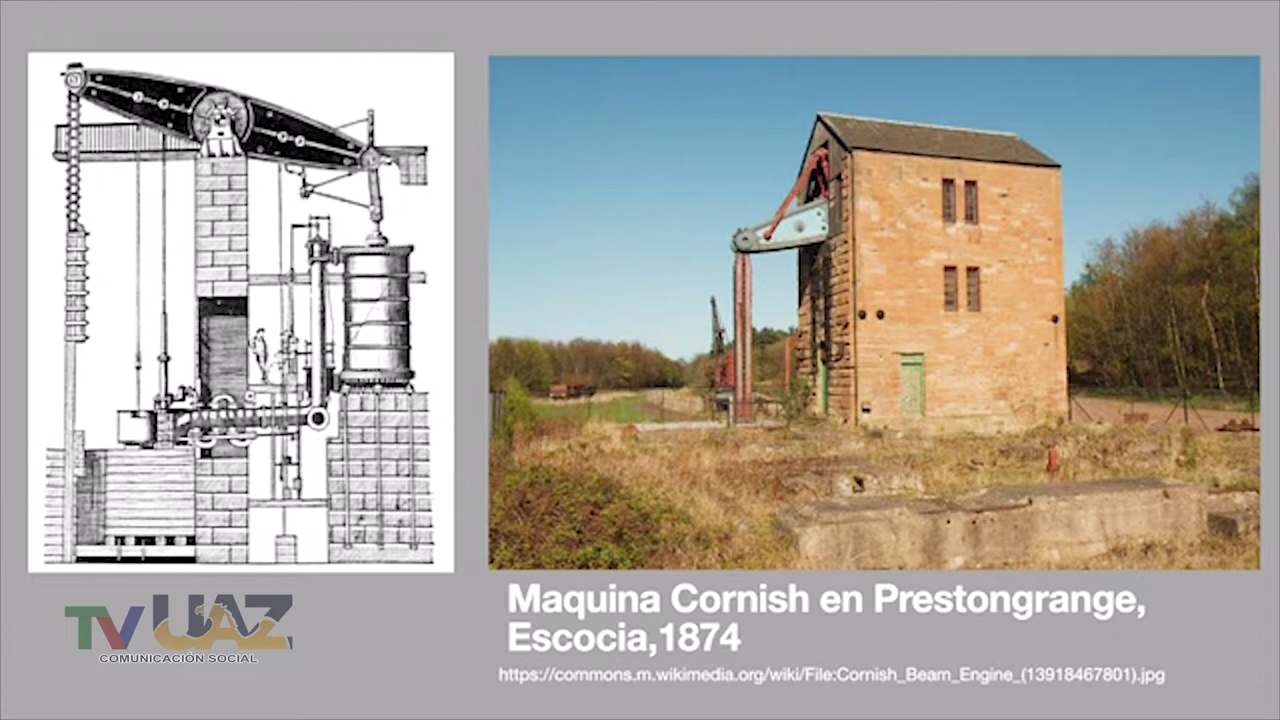 Maquina Cornish en Prestongrange,
Escocia,1874
https://commons.m.wikimedia.org/wiki/File:Cornish_Beam_Engine_(13918467801).jpg
TV UAZ
COMUNICACIÓN SOCIAL